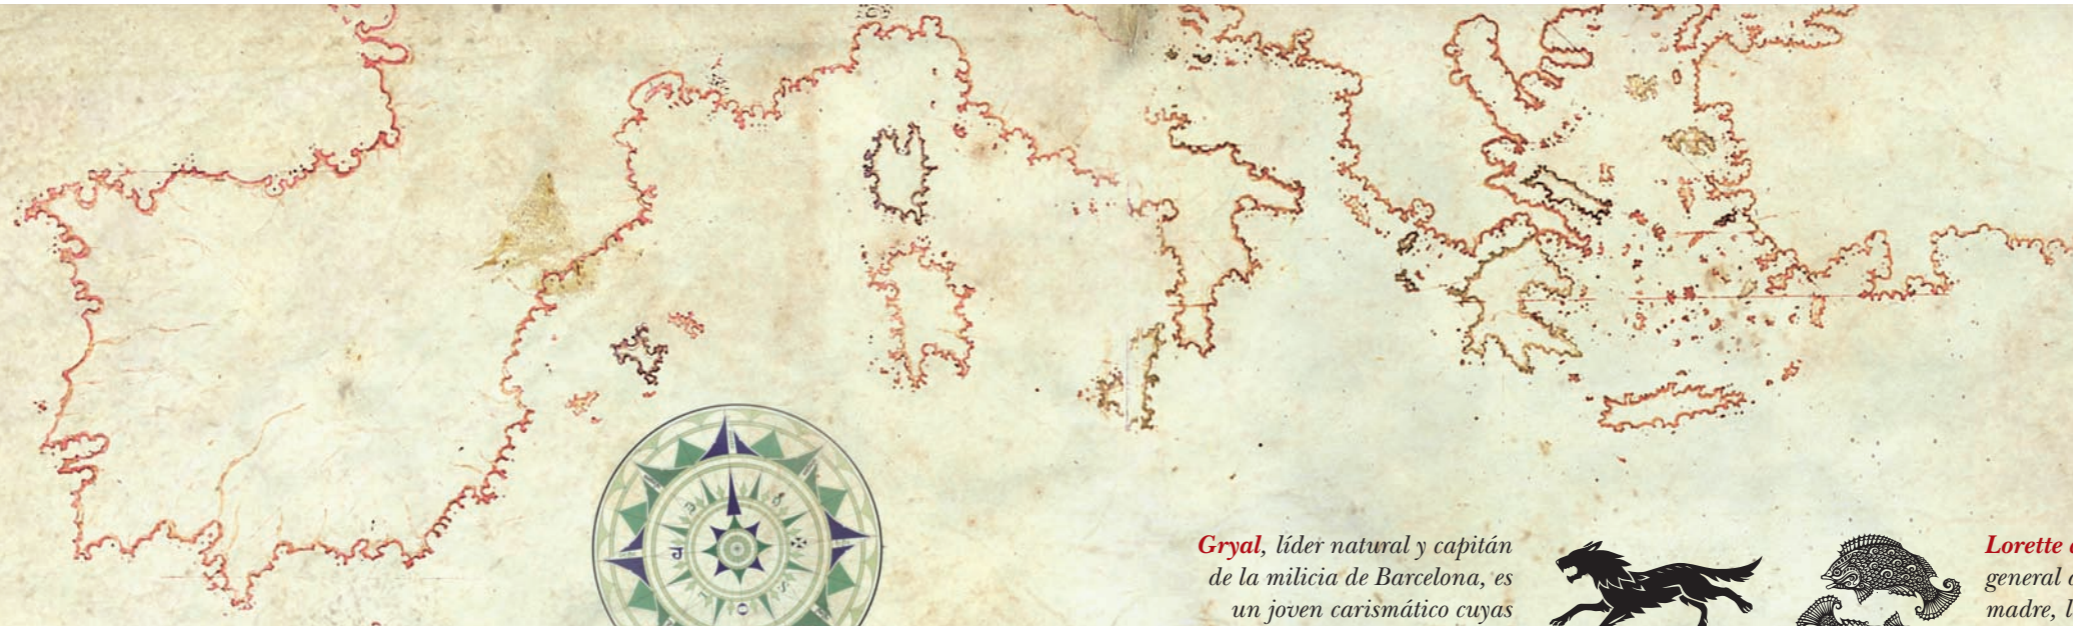 Gryal, líder natural y capitán
de la milicia de Barcelona, es
un joven carismático cuyas
Lorette
general
madre,